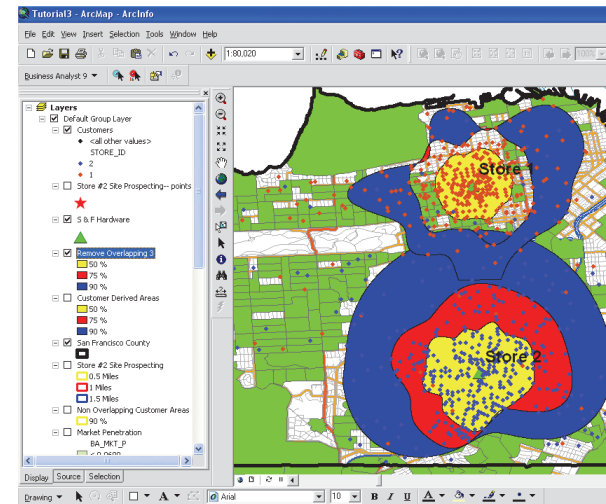 Tutorial3 - ArcMap - ArcInfo
File Edit View Insert Selection Tools Window Help
1:80,020
100%
Business Analyst 9
Layers
Default Group Layer
Customers
<all other values>
STORE_ID
2
1
Store #2 Site Prospecting-- points
S & F Hardware
Remove Overlapping 3
50 %
75 %
90 %
Customer Derived Areas
50 %
75 %
90 %
San Francisco County
Store #2 Site Prospecting
0.5 Miles
1 Miles
1.5 Miles
Non Overlapping Customer Areas
90 %
Market Penetration
BA_MKT_P
Display Source Selection
Store 1
Store 2
Drawing A Arial 10 B I U A